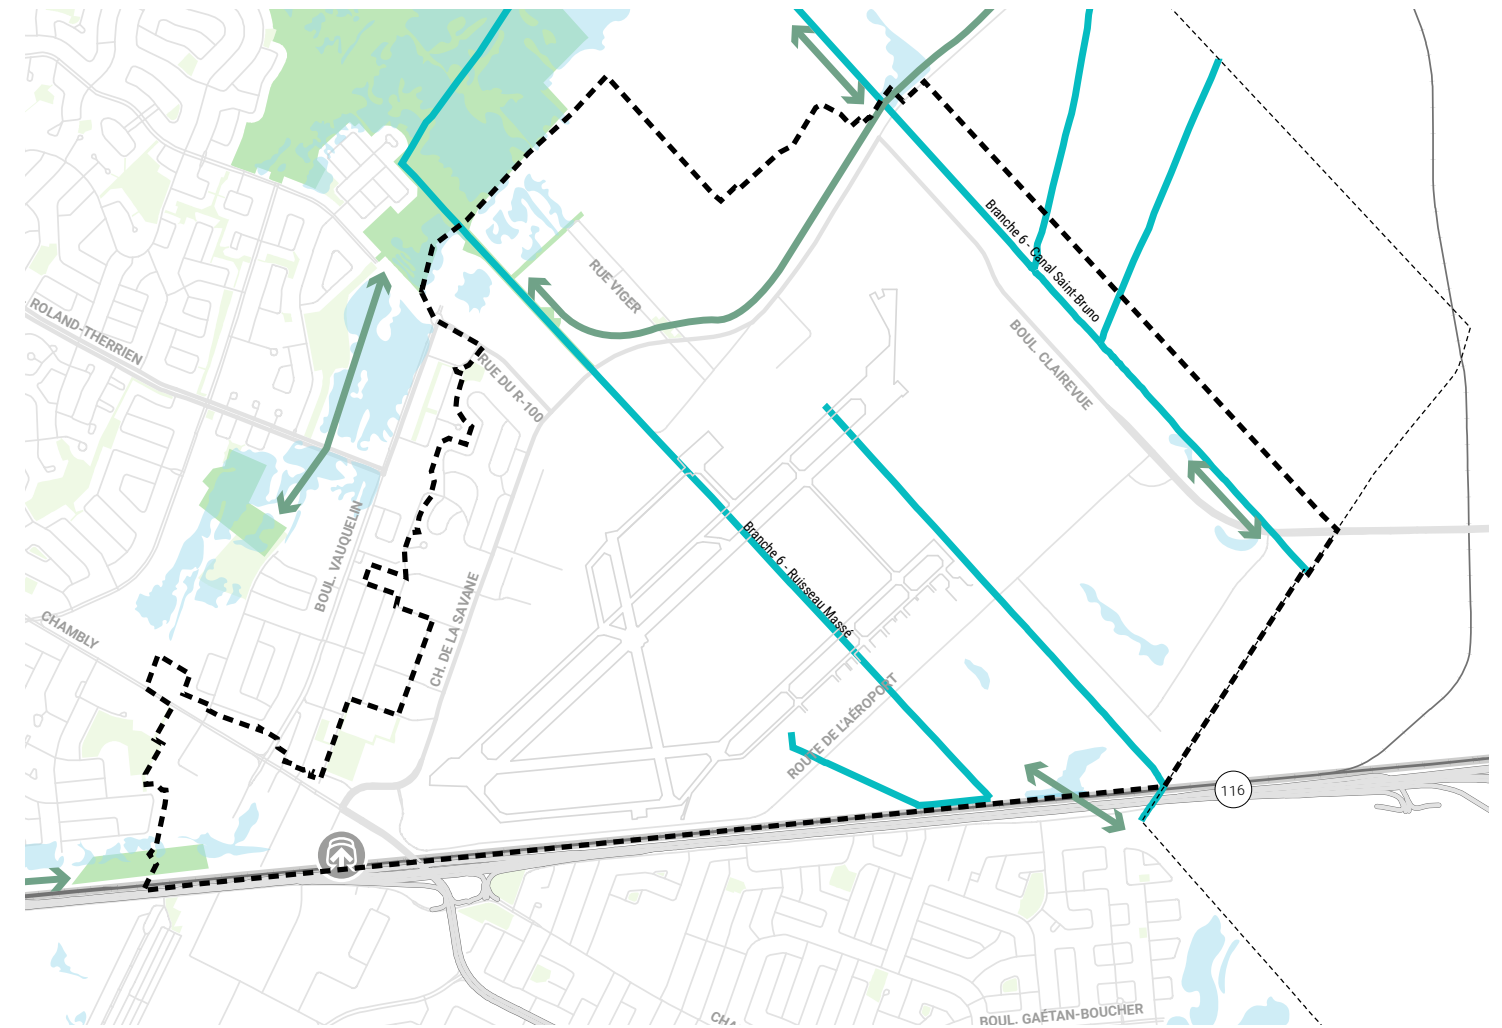 Branche 6 - Canal Saint-Bruno
RUE VIGER
ROLAND-THERRIEN
BOUL. CLAIREVUE
RUE DU R-100
BOUL. VAUQUELIN
Branche 6 - Ruisseau Massé
CH. DE LA SAVANE
CHAMBLY
ROUTE DE L'AÉROPORT
116
CHA
BOUL. GAÉTAN-BOUCHER